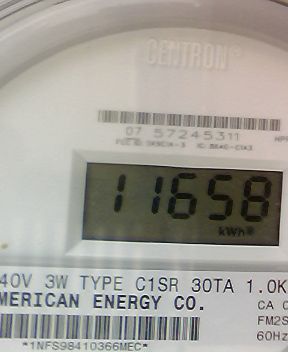 CENTRON®
07 57245311
11658
kWh
40V 3W TYPE C1SR 30TA 1.0K
MERICAN ENERGY CO.
CA
FM2S
60Hz
*1NFS98410366MEC*